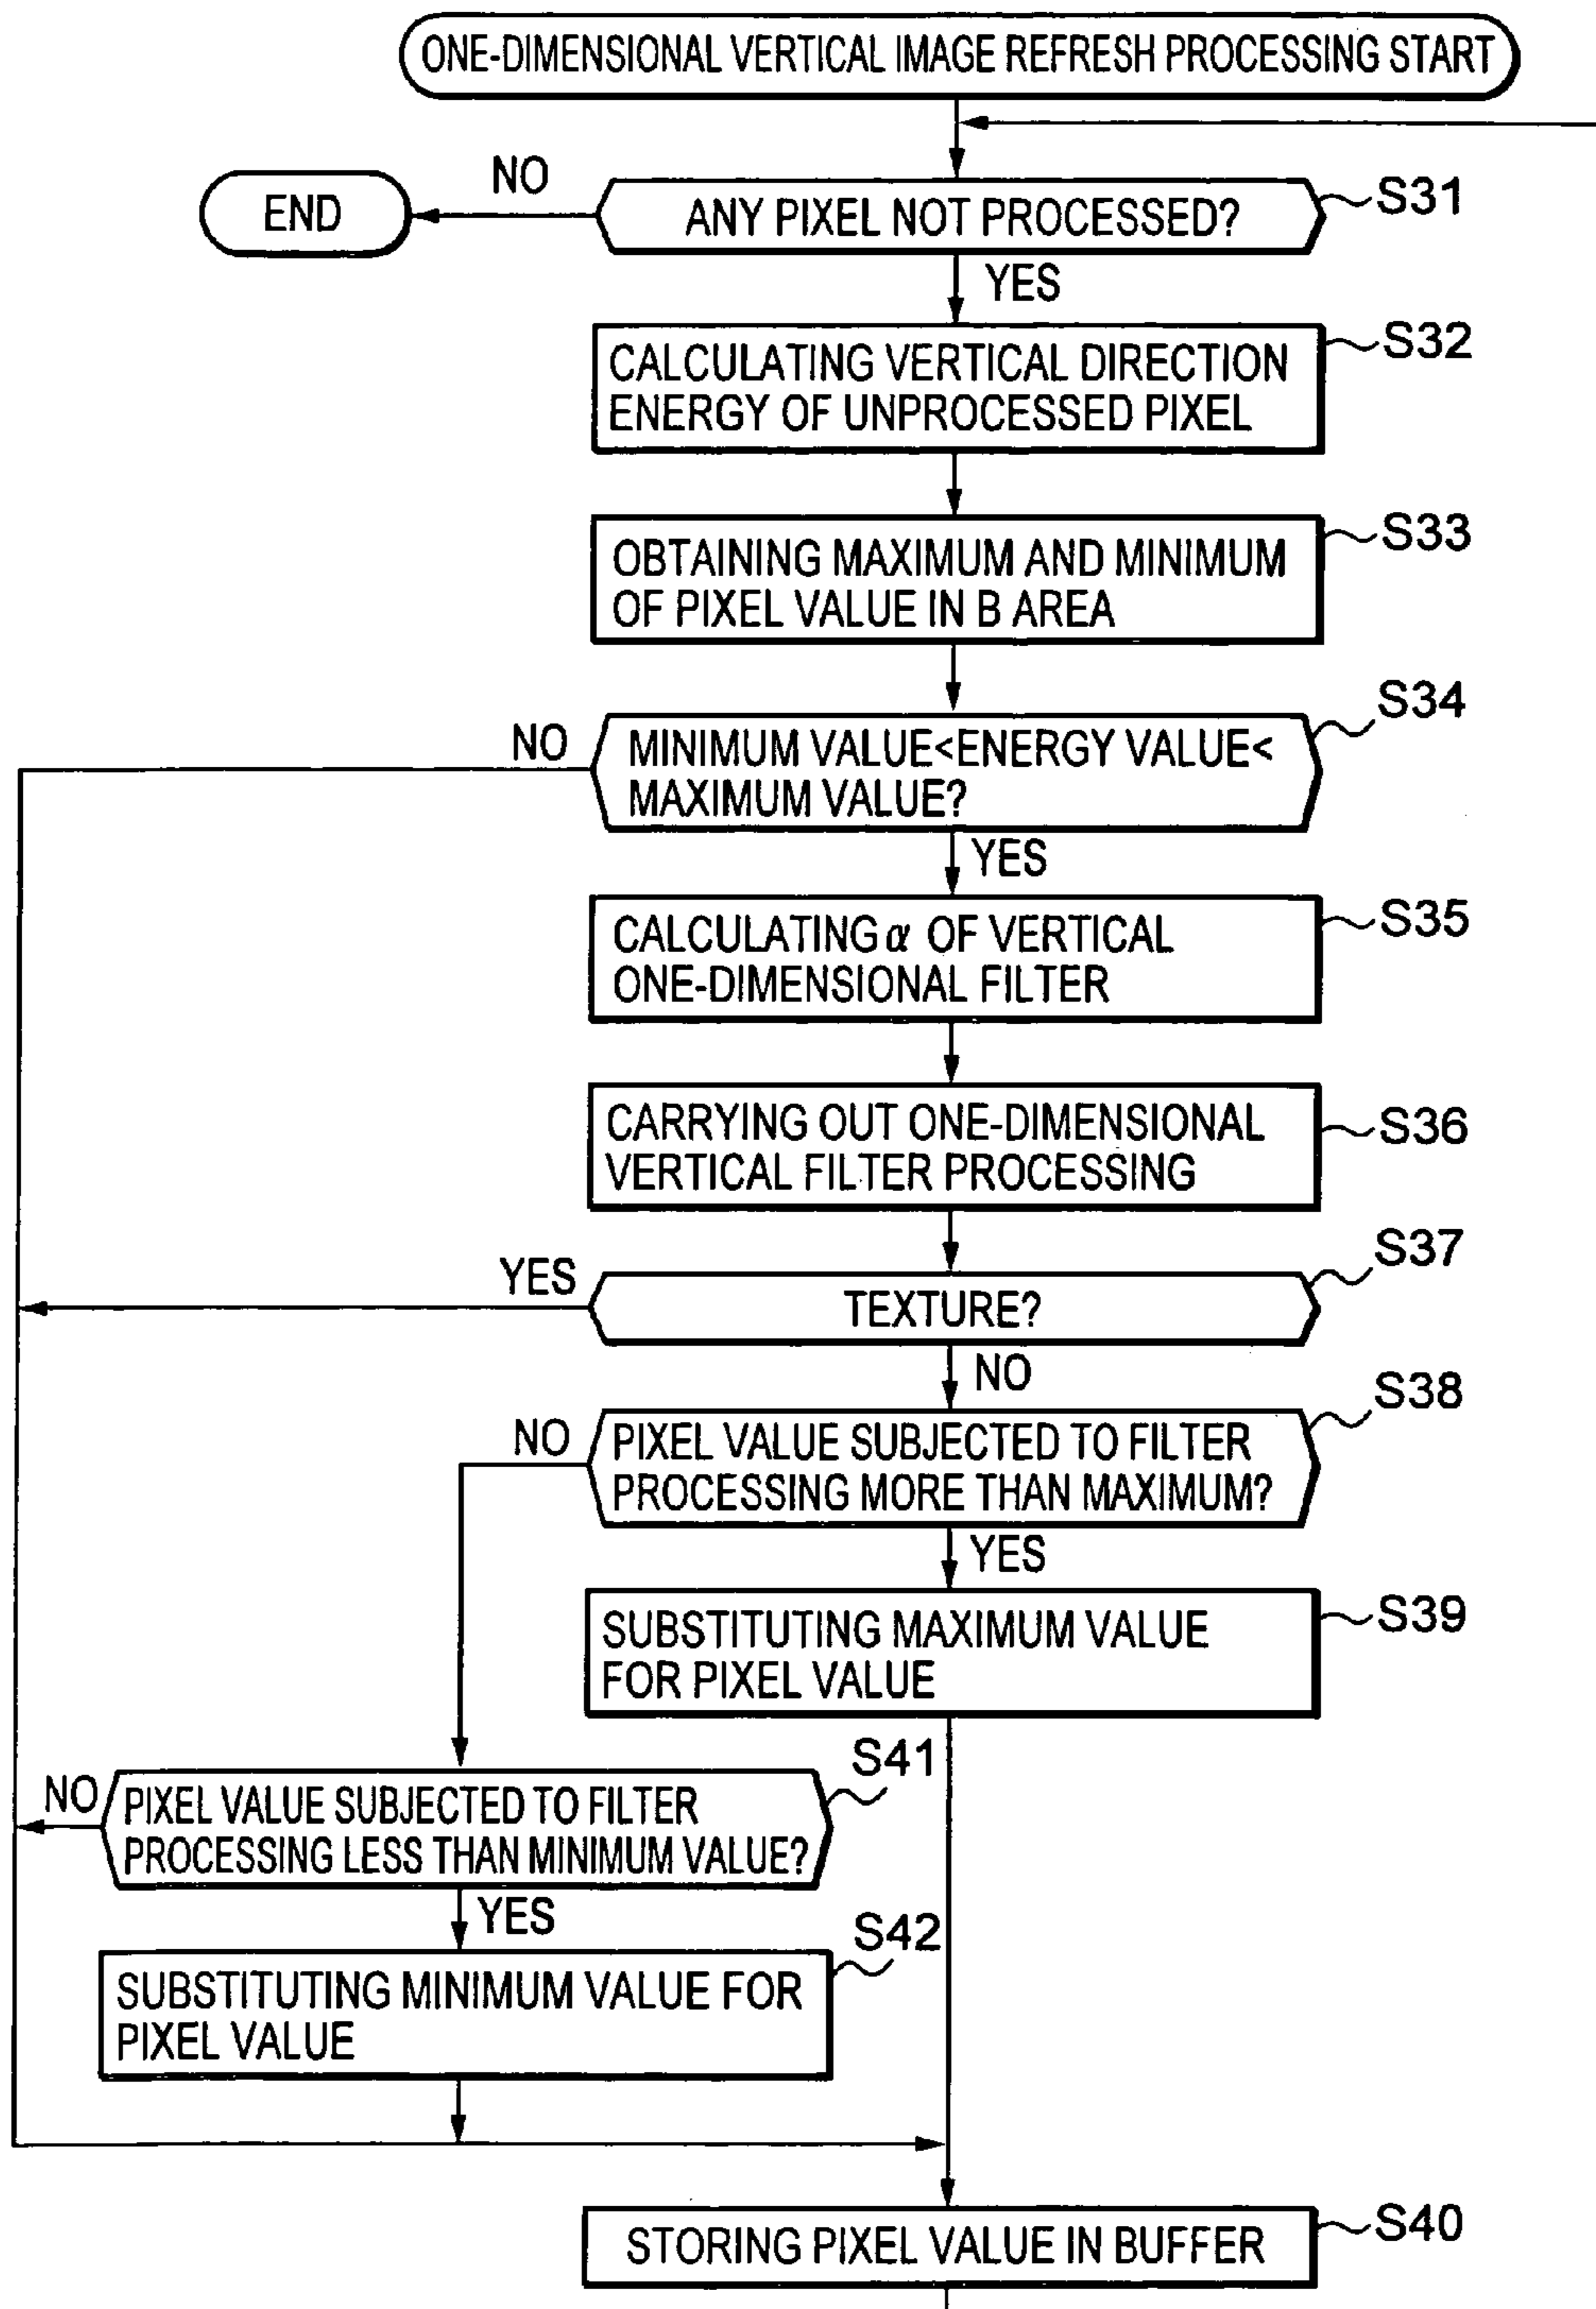 ONE-DIMENSIONAL VERTICAL IMAGE REFRESH PROCESSING START
NO
END
ANY PIXEL NOT PROCESSED?
S31
YES
CALCULATING VERTICAL DIRECTION
ENERGY OF UNPROCESSED PIXEL
S32
OBTAINING MAXIMUM AND MINIMUM
OF PIXEL VALUE IN B AREA
S33
NO
MINIMUM VALUE<ENERGY VALUE<
MAXIMUM VALUE?
S34
YES
CALCULATING α OF VERTICAL
ONE-DIMENSIONAL FILTER
S35
CARRYING OUT ONE-DIMENSIONAL
VERTICAL FILTER PROCESSING
S36
YES
TEXTURE?
S37
NO
NO
PIXEL VALUE SUBJECTED TO FILTER
PROCESSING MORE THAN MAXIMUM?
S38
YES
SUBSTITUTING MAXIMUM VALUE
FOR PIXEL VALUE
S39
NO
PIXEL VALUE SUBJECTED TO FILTER
PROCESSING LESS THAN MINIMUM VALUE?
S41
YES
SUBSTITUTING MINIMUM VALUE FOR
PIXEL VALUE
S42
STORING PIXEL VALUE IN BUFFER
S40